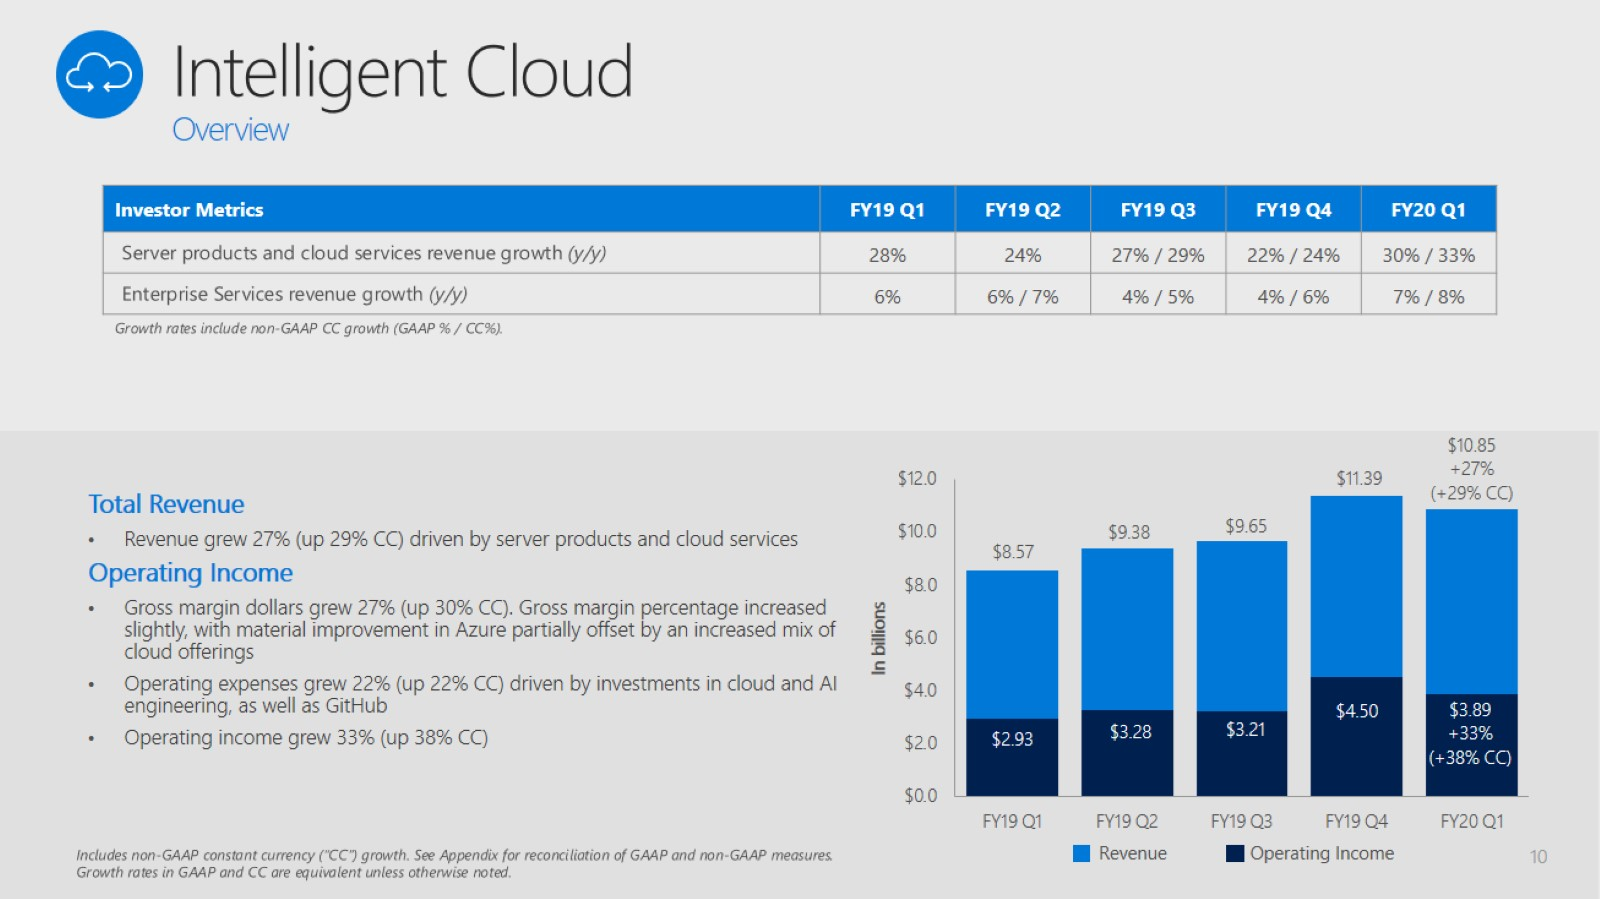 Intelligent Cloud
Overview
Investor Metrics FY19 Q1 FY19 Q2 FY19 Q3 FY19 Q4 FY20 Q1
Server products and cloud services revenue growth (y/y) 28% 24% 27% / 29% 22% / 24% 30% / 33%
Enterprise Services revenue growth (y/y) 6% 6% / 7% 4% / 5% 4% / 6% 7% / 8%
Growth rates include non-GAAP CC growth (GAAP % / CC%).
Total Revenue
• Revenue grew 27% (up 29% CC) driven by server products and cloud services
Operating Income
• Gross margin dollars grew 27% (up 30% CC). Gross margin percentage increased
slightly, with material improvement in Azure partially offset by an increased mix of
cloud offerings
• Operating expenses grew 22% (up 22% CC) driven by investments in cloud and AI
engineering, as well as GitHub
• Operating income grew 33% (up 38% CC)
In billions
$12.0
$10.0
$8.0
$6.0
$4.0
$2.0
$0.0
$8.57
$9.38
$9.65
$11.39
$10.85
+27%
(+29% CC)
$2.93
$3.28
$3.21
$4.50
$3.89
+33%
(+38% CC)
FY19 Q1 FY19 Q2 FY19 Q3 FY19 Q4 FY20 Q1
Revenue Operating Income
Includes non-GAAP constant currency ("CC") growth. See Appendix for reconciliation of GAAP and non-GAAP measures.
Growth rates in GAAP and CC are equivalent unless otherwise noted.
10